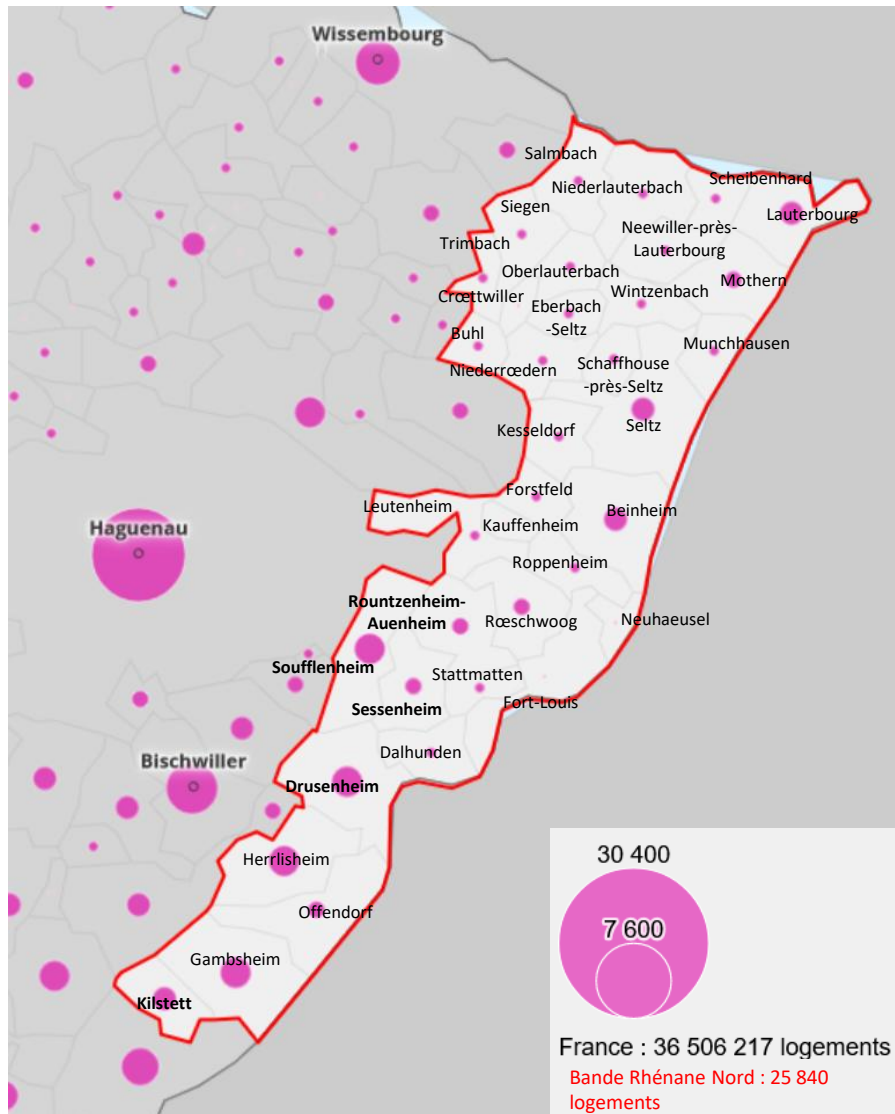 Wissembourg
Salmbach
Niederlauterbach
Scheibenhard
Siegen
Lauterbourg
Trimbach
Neewiller-près-
Lauterbourg
Oberlauterbach
Mothern
Crœttwiller
Wintzenbach
Eberbach
-Seltz
Buhl
Munchhausen
Niederrœdern
Schaffhouse
-près-Seltz
Seltz
Kesseldorf
Forstfeld
Leutenheim
Beinheim
Kauffenheim
Haguenau
Roppenheim
Rountzenheim-
Auenheim
Rœschwoog
Neuhaeusel
Soufflenheim
Stattmatten
Sessenheim
Fort-Louis
Dalhunden
Bischwiller
Drusenheim
Herrlisheim
Offendorf
Gambsheim
Kilstett
30 400
7 600
France : 36 506 217 logements
Bande Rhénane Nord : 25 840
logements